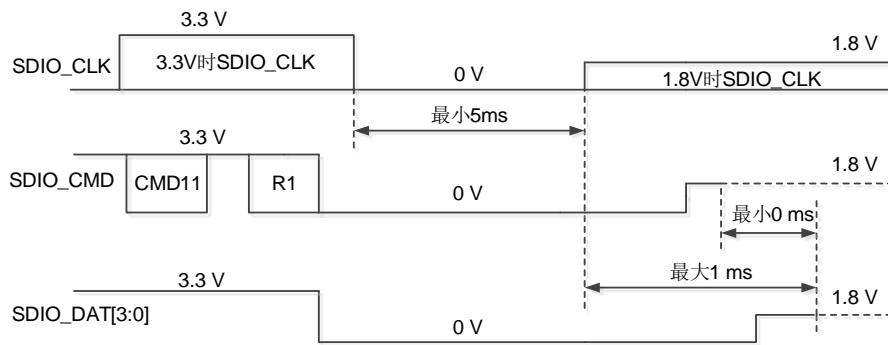 3.3 V
1.8 V
SDIO_CLK
3.3V时SDIO_CLK
0 V
1.8V时SDIO_CLK
最小5ms
3.3 V
1.8 V
SDIO_CMD
CMD11
R1
0 V
最小0 ms
最大1 ms
3.3 V
1.8 V
SDIO_DAT[3:0]
0 V